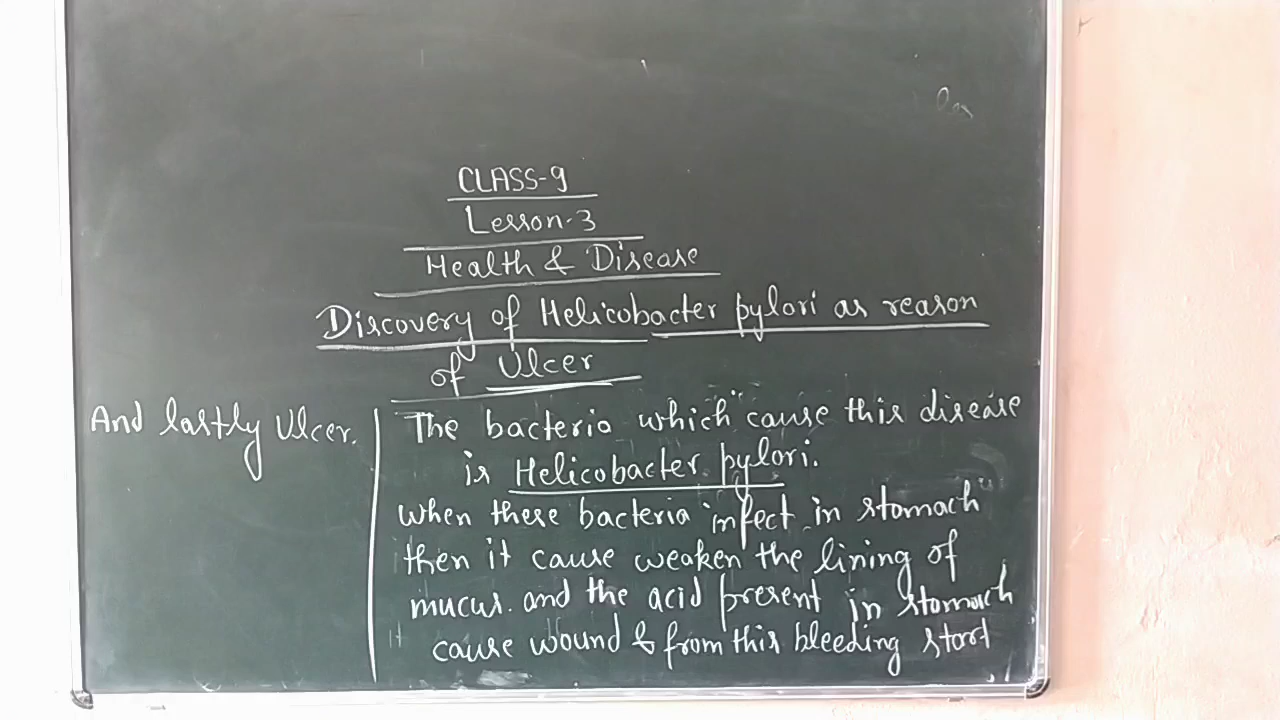 CLASS-9
Lesson-3
Health & Disease
Discovery of Helicobacter pylori as reason
of Ulcer
And lastly Ulcer.
The bacteria which cause this disease
is Helicobacter pylori.
When these bacteria infect in stomach
then it cause weaken the lining of
mucus. and the acid present in stomach
cause wound & from this bleeding start